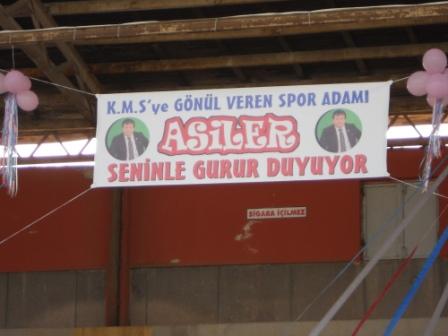 K.M.S'ye GÖNÜL VEREN SPOR ADAMI
ASİLER
SENİNLE GURUR DUYUYOR
SİGARA İÇİLMEZ